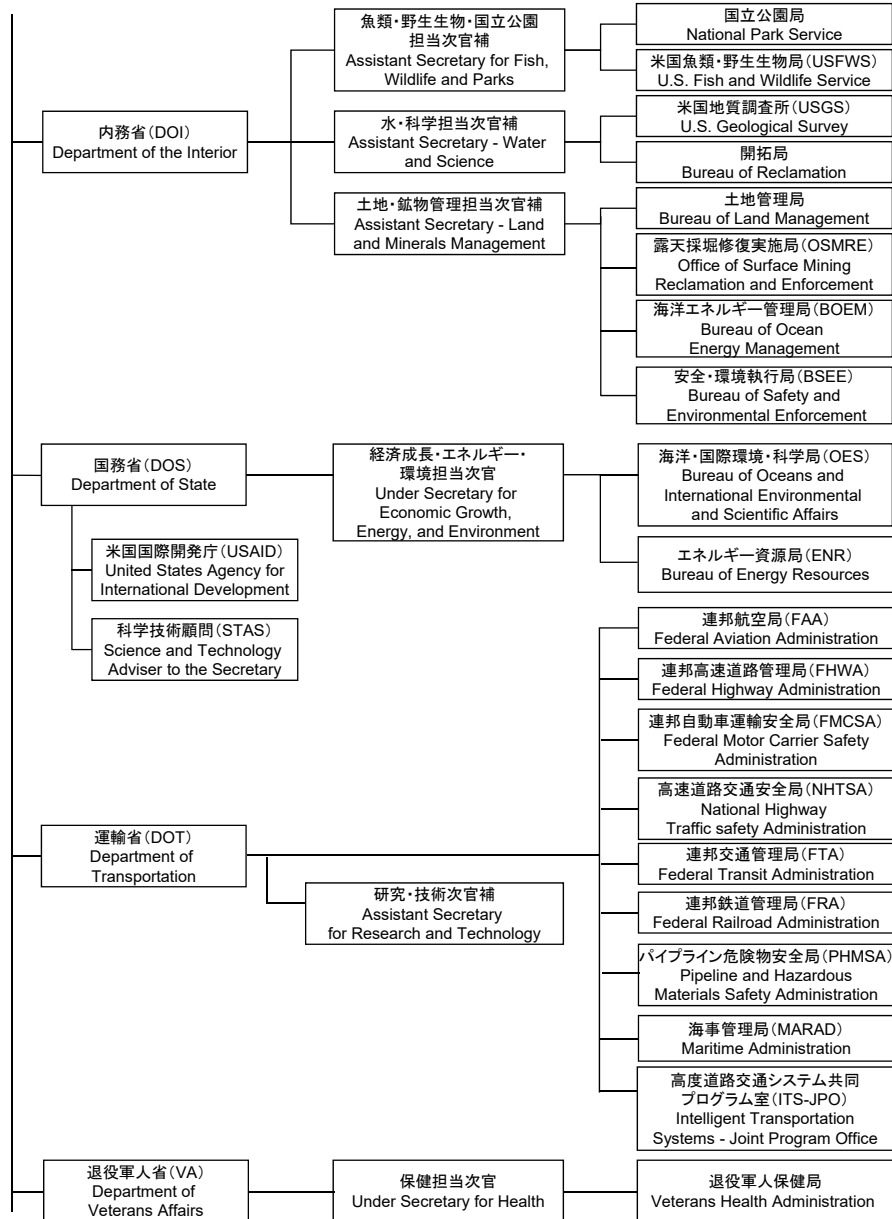 内務省(DOI)
Department of the Interior
魚類・野生生物・国立公園
担当次官補
Assistant Secretary for Fish,
Wildlife and Parks
国立公園局
National Park Service
米国魚類・野生生物局(USFWS)
U.S. Fish and Wildlife Service
水・科学担当次官補
Assistant Secretary - Water
and Science
米国地質調査所(USGS)
U.S. Geological Survey
開拓局
Bureau of Reclamation
土地・鉱物管理担当次官補
Assistant Secretary - Land
and Minerals Management
土地管理局
Bureau of Land Management
露天採堀修復実施局(OSMRE)
Office of Surface Mining
Reclamation and Enforcement
海洋エネルギー管理局(BOEM)
Bureau of Ocean
Energy Management
安全・環境執行局(BSEE)
Bureau of Safety and
Environmental Enforcement
国務省(DOS)
Department of State
経済成長・エネルギー・
環境担当次官
Under Secretary for
Economic Growth,
Energy, and Environment
海洋・国際環境・科学局(OES)
Bureau of Oceans and
International Environmental
and Scientific Affairs
エネルギー資源局(ENR)
Bureau of Energy Resources
米国国際開発庁(USAID)
United States Agency for
International Development
科学技術顧問(STAS)
Science and Technology
Adviser to the Secretary
運輸省(DOT)
Department of
Transportation
研究・技術次官補
Assistant Secretary
for Research and Technology
連邦航空局(FAA)
Federal Aviation Administration
連邦高速道路管理局(FHWA)
Federal Highway Administration
連邦自動車運輸安全局(FMCSA)
Federal Motor Carrier Safety
Administration
高速道路交通安全局(NHTSA)
National Highway
Traffic safety Administration
連邦交通管理局(FTA)
Federal Transit Administration
連邦鉄道管理局(FRA)
Federal Railroad Administration
パイプライン危険物安全局(PHMSA)
Pipeline and Hazardous
Materials Safety Administration
海事管理局(MARAD)
Maritime Administration
高度道路交通システム共同
プログラム室(ITS-JPO)
Intelligent Transportation
Systems - Joint Program Office
退役軍人省(VA)
Department of
Veterans Affairs
保健担当次官
Under Secretary for Health
退役軍人保健局
Veterans Health Administration